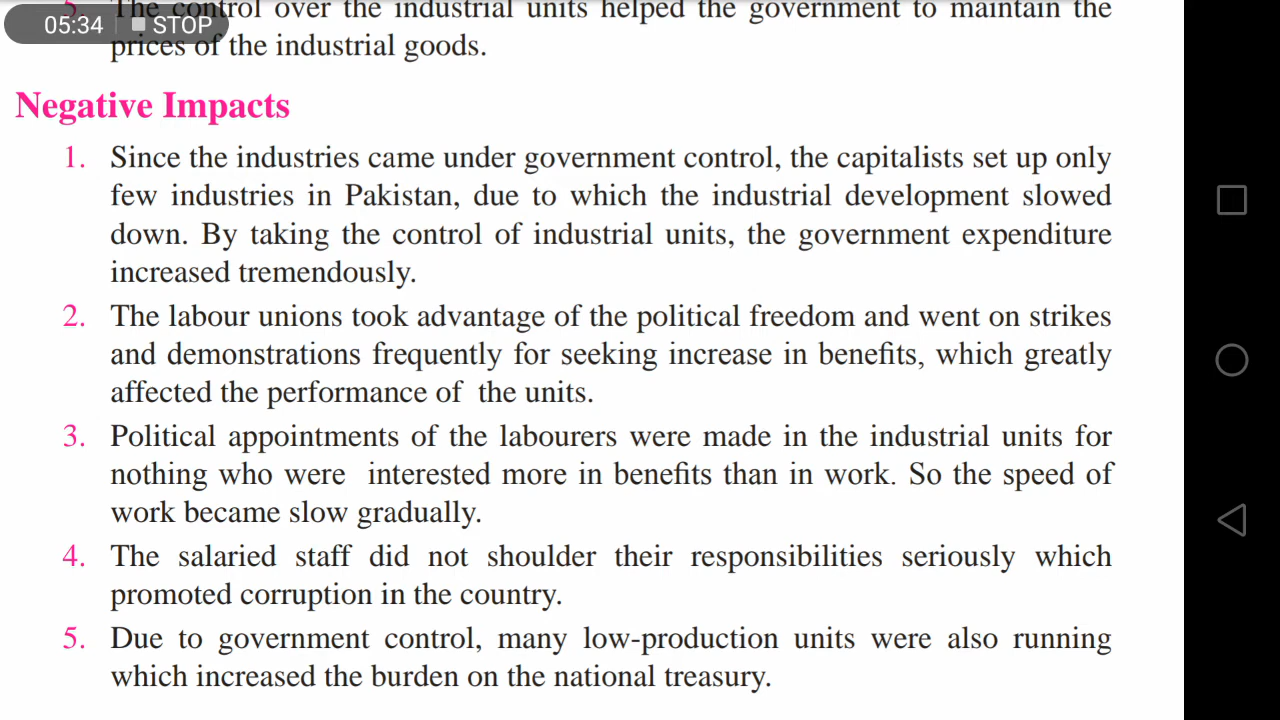 5. The control over the industrial units helped the government to maintain the
05:34 STOP
prices of the industrial goods.
Negative Impacts
1. Since the industries came under government control, the capitalists set up only
few industries in Pakistan, due to which the industrial development slowed
down. By taking the control of industrial units, the government expenditure
increased tremendously.
2. The labour unions took advantage of the political freedom and went on strikes
and demonstrations frequently for seeking increase in benefits, which greatly
affected the performance of the units.
3. Political appointments of the labourers were made in the industrial units for
nothing who were interested more in benefits than in work. So the speed of
work became slow gradually.
4. The salaried staff did not shoulder their responsibilities seriously which
promoted corruption in the country.
5. Due to government control, many low-production units were also running
which increased the burden on the national treasury.